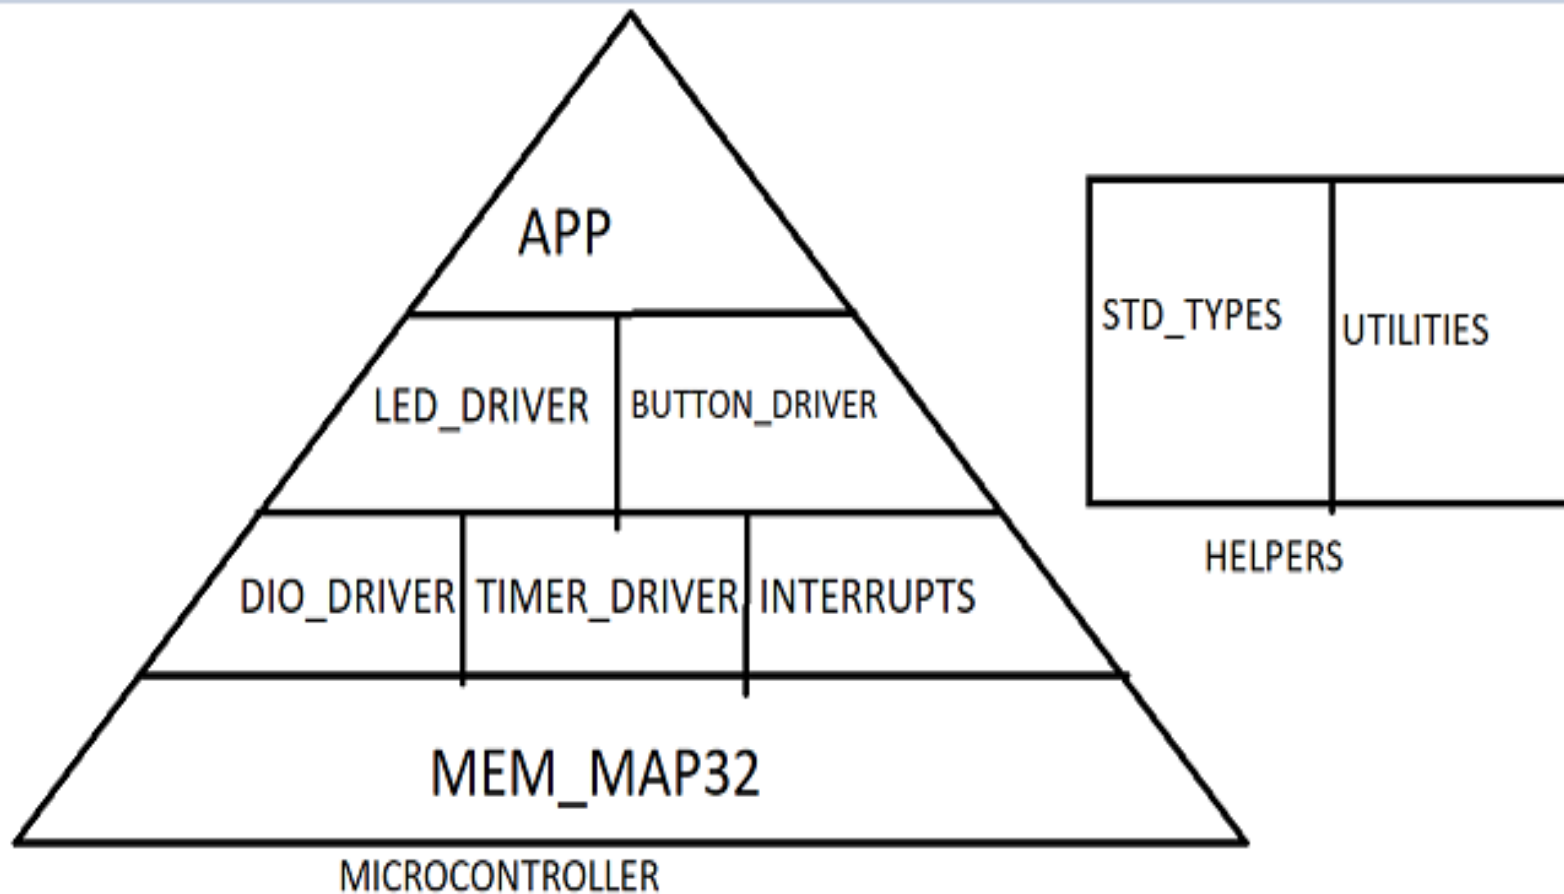 APP
LED_DRIVER
BUTTON_DRIVER
DIO_DRIVER
TIMER_DRIVER
INTERRUPTS
MEM_MAP32
MICROCONTROLLER
STD_TYPES
UTILITIES
HELPERS